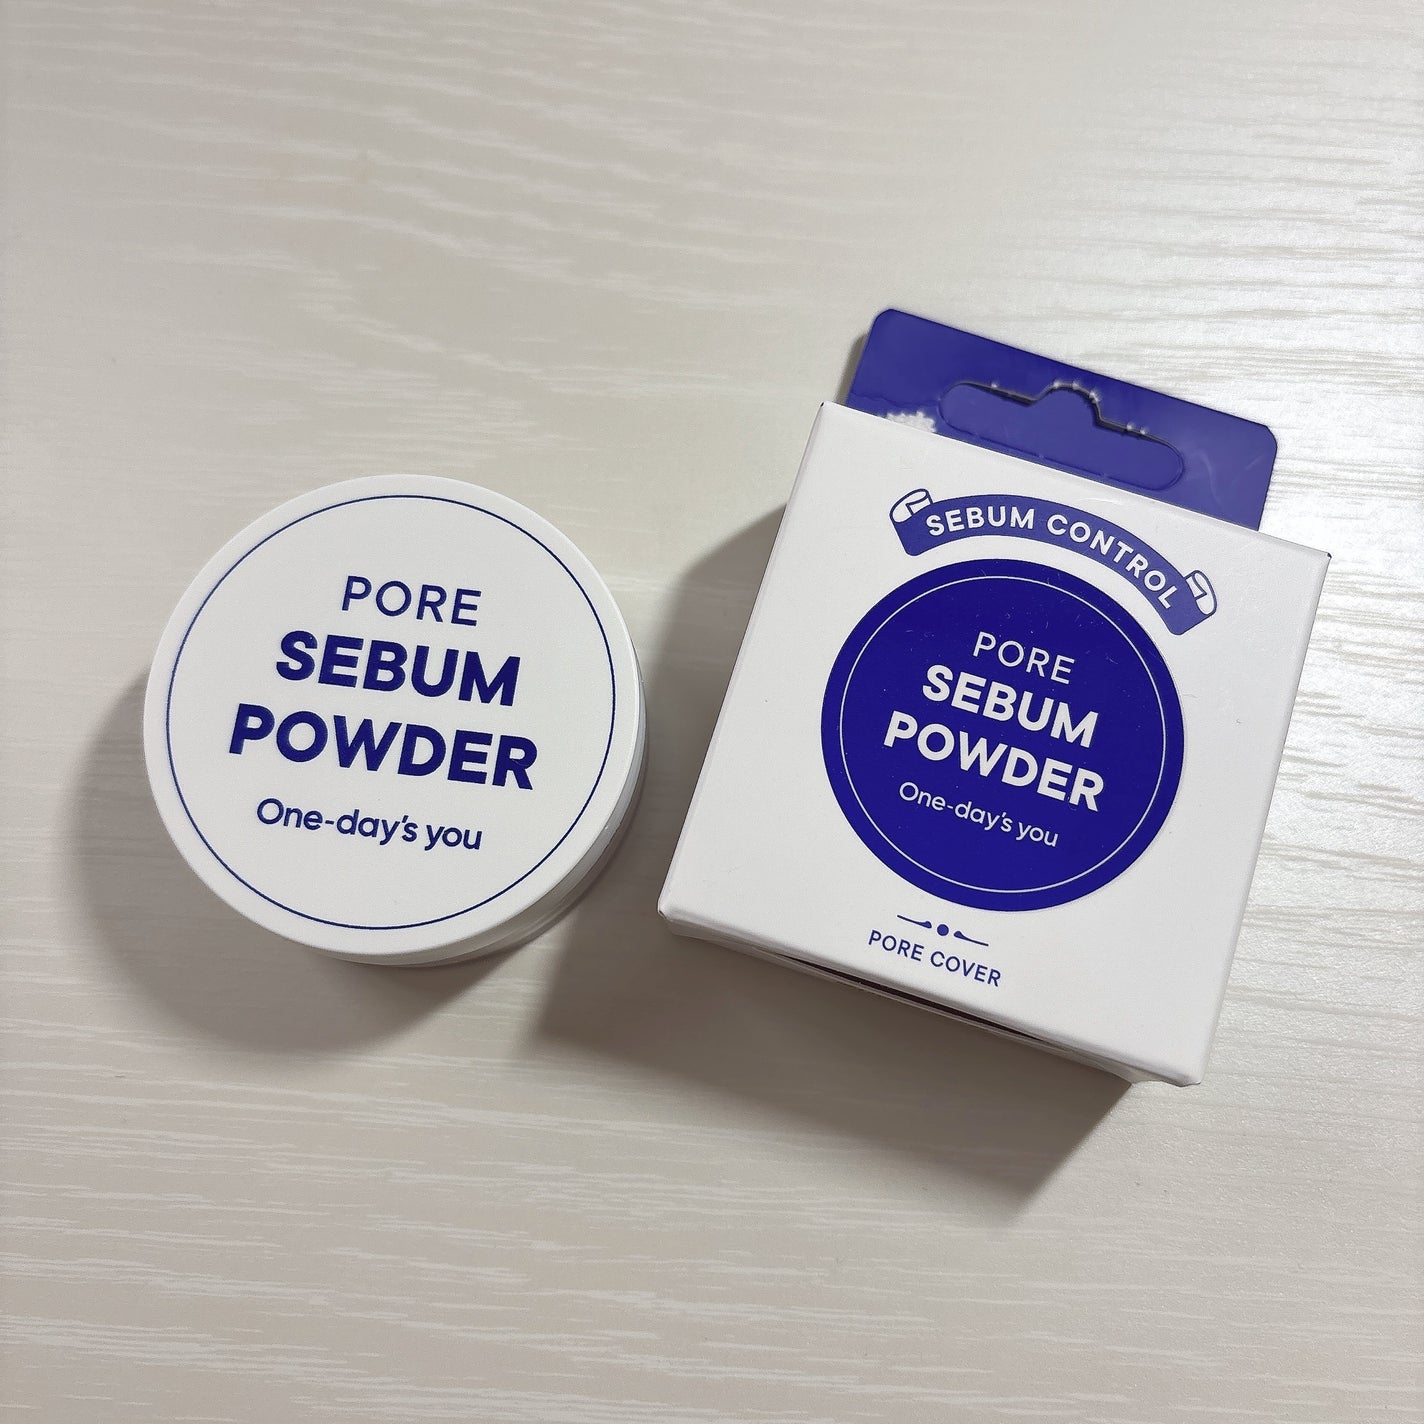 PORE
SEBUM
POWDER
One-day's you
SEBUM CONTROL
PORE
SEBUM
POWDER
One-day's you
PORE COVER